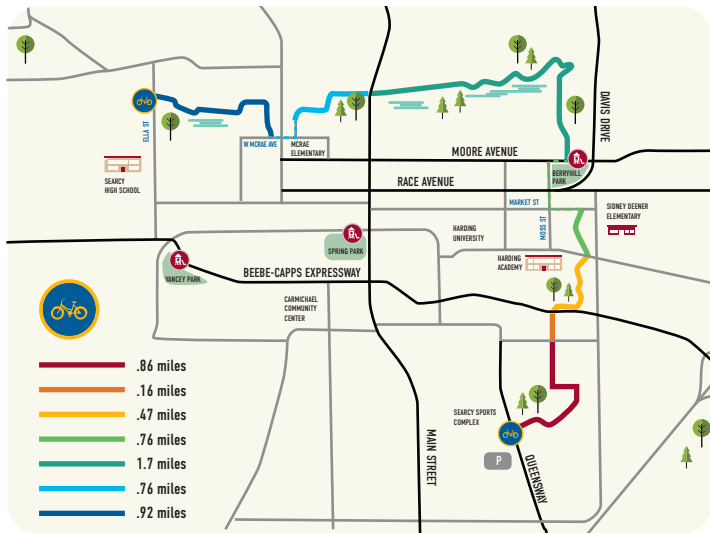 DAVIS DRIVE
ELLA ST
W MCRAE AVE
MCRAE
ELEMENTARY
MOORE AVENUE
SEARCY
HIGH SCHOOL
BERRYHILL
PARK
RACE AVENUE
MARKET ST
SIDNEY DEENER
ELEMENTARY
MOSS ST
HARDING
UNIVERSITY
SPRING PARK
HARDING
ACADEMY
YANCEY PARK
BEEBE-CAPPS EXPRESSWAY
CARMICHAEL
COMMUNITY
CENTER
.86 miles
.16 miles
.47 miles
.76 miles
1.7 miles
.76 miles
.92 miles
SEARCY SPORTS
COMPLEX
MAIN STREET
P
QUEENSWAY